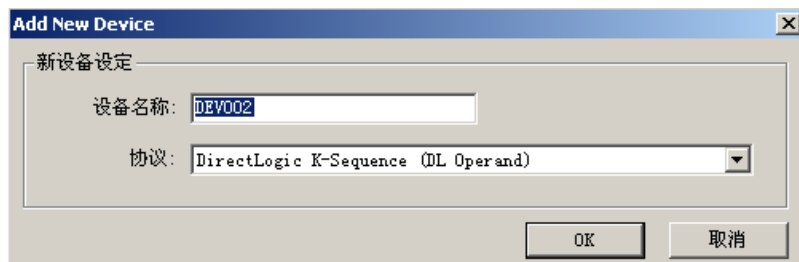 Add New Device
新设备设定
设备名称: DEV002
协议: DirectLogic K-Sequence (DL Operand)
OK 取消